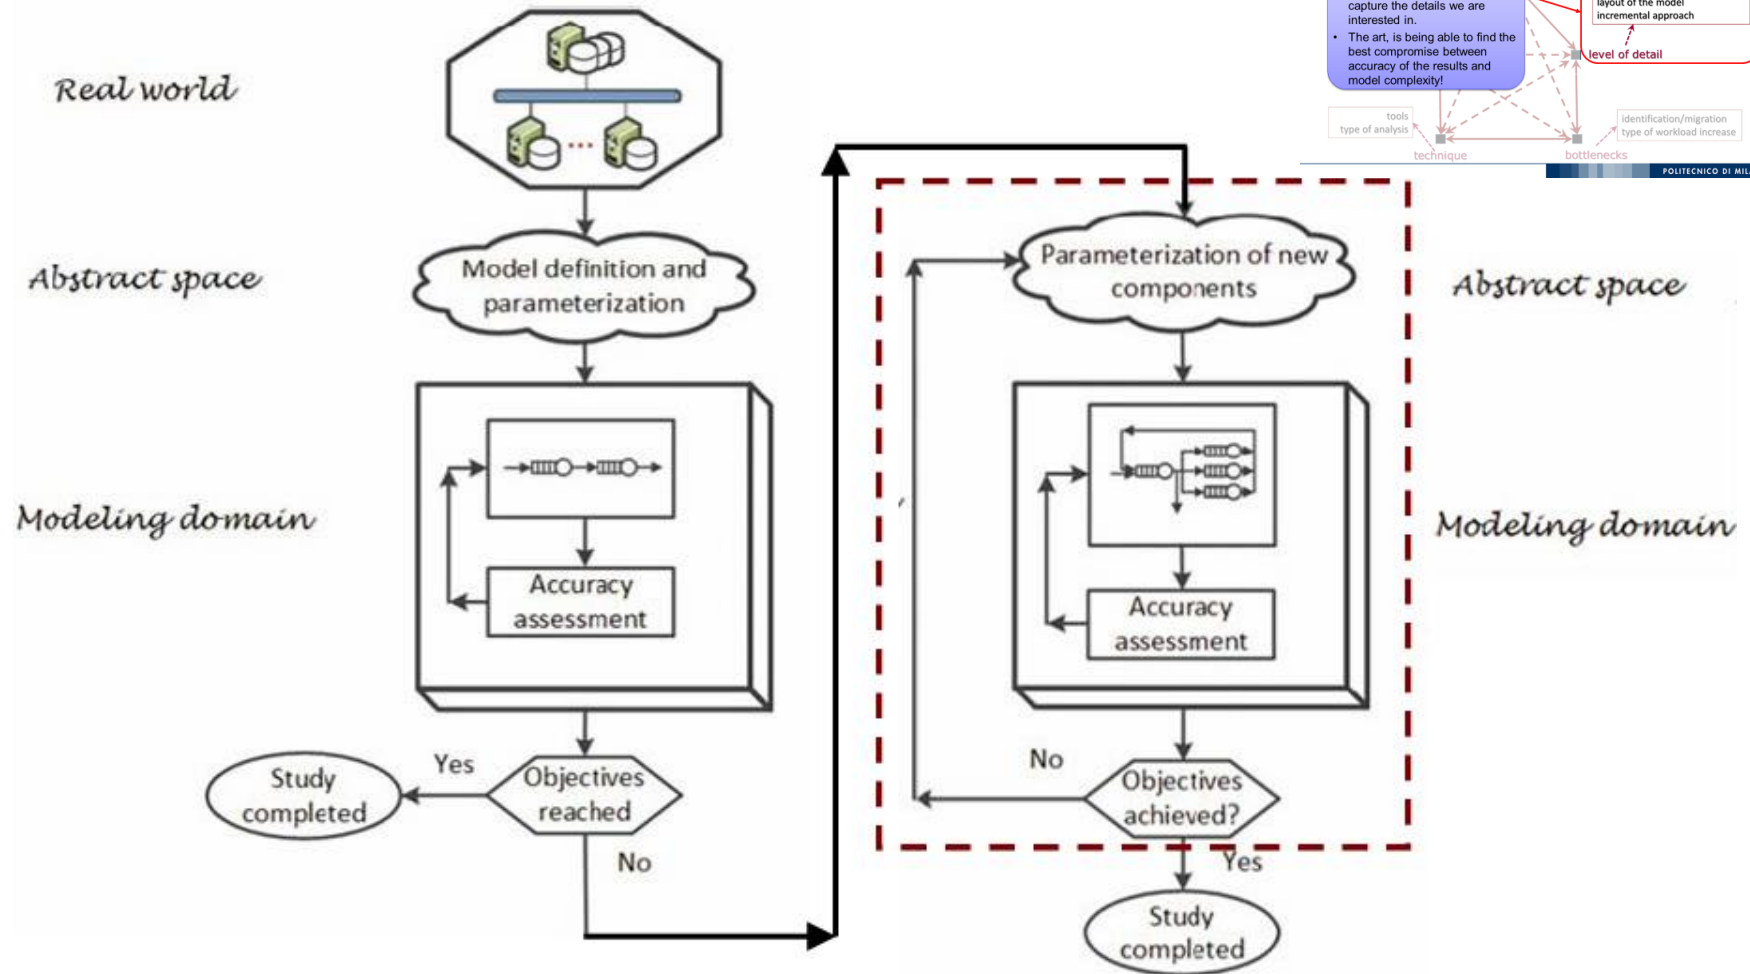 Real world
Abstract space
Modeling domain
Model definition and
parameterization
Accuracy
assessment
Objectives
reached
Yes
Study
completed
No
Parameterization of new
components
Accuracy
assessment
Objectives
achieved?
No
Yes
Study
completed
Abstract space
Modeling domain
capture the details we are
interested in.
• The art, is being able to find the
best compromise between
accuracy of the results and
model complexity!
layout of the model
incremental approach
level of detail
tools
type of analysis
technique
identification/migration
type of workload increase
bottlenecks
POLITECNICO DI MIL